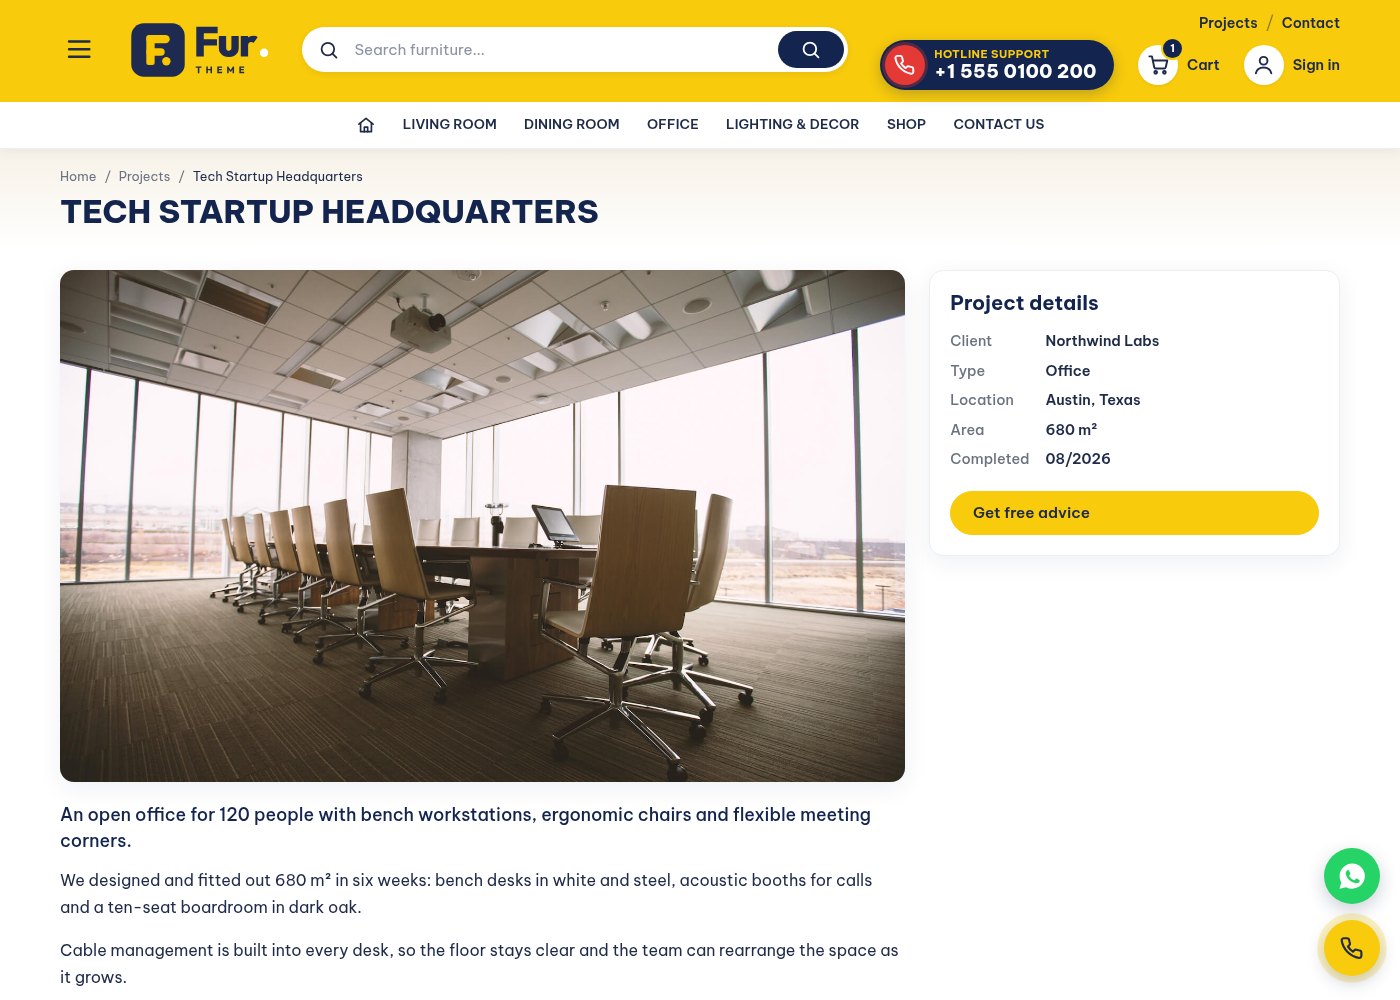 Projects / Contact
Fur.
THEME
Search furniture...
HOTLINE SUPPORT
+1 555 0100 200
1
Cart
Sign in
LIVING ROOM
DINING ROOM
OFFICE
LIGHTING & DECOR
SHOP
CONTACT US
Home / Projects / Tech Startup Headquarters
TECH STARTUP HEADQUARTERS
Project details
Client Northwind Labs
Type Office
Location Austin, Texas
Area 680 m²
Completed 08/2026
Get free advice
An open office for 120 people with bench workstations, ergonomic chairs and flexible meeting
corners.
We designed and fitted out 680 m² in six weeks: bench desks in white and steel, acoustic booths for calls
and a ten-seat boardroom in dark oak.
Cable management is built into every desk, so the floor stays clear and the team can rearrange the space as
it grows.